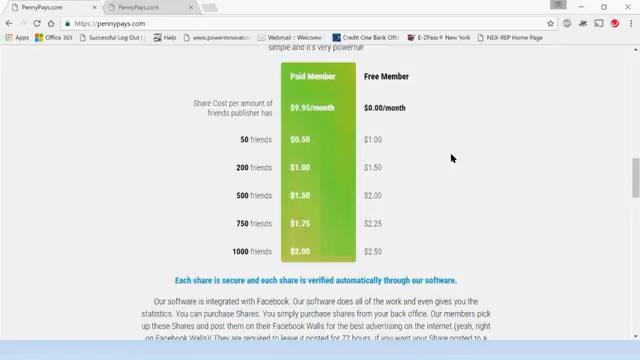 PennyPays.com
PennyPays.com
https://pennypays.com
Apps
Office 365
Successful Log Out (
www.powerinnovator
Help
Webmail :: Welcome
Credit One Bank Off
E-ZPass® New York
NEX-REP Home Page
simple and it's very powerful!
Paid Member Free Member
Share Cost per amount of
friends publisher has
$9.95/month $0.00/month
50 friends $0.50 $1.00
200 friends $1.00 $1.50
500 friends $1.50 $2.00
750 friends $1.75 $2.25
1000 friends $2.00 $2.50
Each share is secure and each share is verified automatically through our software.
Our software is integrated with Facebook. Our software does all of the work and even gives you the
statistics. You can purchase Shares. You simply purchase shares from your back office. Our members pick
up these Shares and post them on their Facebook Walls for the best advertising on the internet (yeah, right
on Facebook Walls)! They are required to leave it posted for 72 hours. if you want your Share posted to a